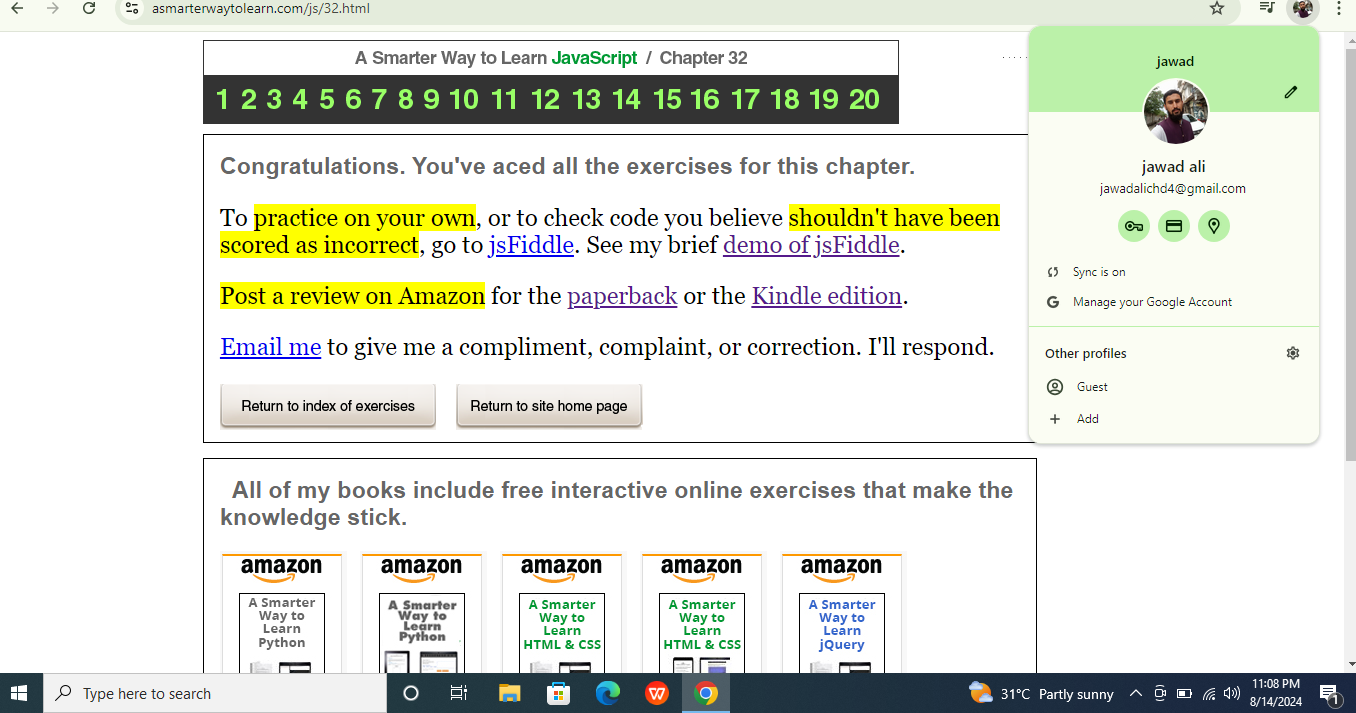 asmarterwaytolearn.com/js/32.html
A Smarter Way to Learn JavaScript / Chapter 32
1 2 3 4 5 6 7 8 9 10 11 12 13 14 15 16 17 18 19 20
Congratulations. You've aced all the exercises for this chapter.
To practice on your own, or to check code you believe shouldn't have been
scored as incorrect, go to jsFiddle. See my brief demo of jsFiddle.
Post a review on Amazon for the paperback or the Kindle edition.
Email me to give me a compliment, complaint, or correction. I'll respond.
Return to index of exercises
Return to site home page
jawad
jawad ali
jawadalichd4@gmail.com
Sync is on
G Manage your Google Account
Other profiles
Guest
Add
All of my books include free interactive online exercises that make the
knowledge stick.
amazon amazon amazon amazon amazon
A Smarter
Way to
Learn
Python
A Smarter
Way to
Learn
Python
A Smarter
Way to
Learn
HTML & CSS
A Smarter
Way to
Learn
HTML & CSS
A Smarter
Way to
Learn
jQuery
Type here to search
W
31°C Partly sunny
11:08 PM
8/14/2024
1